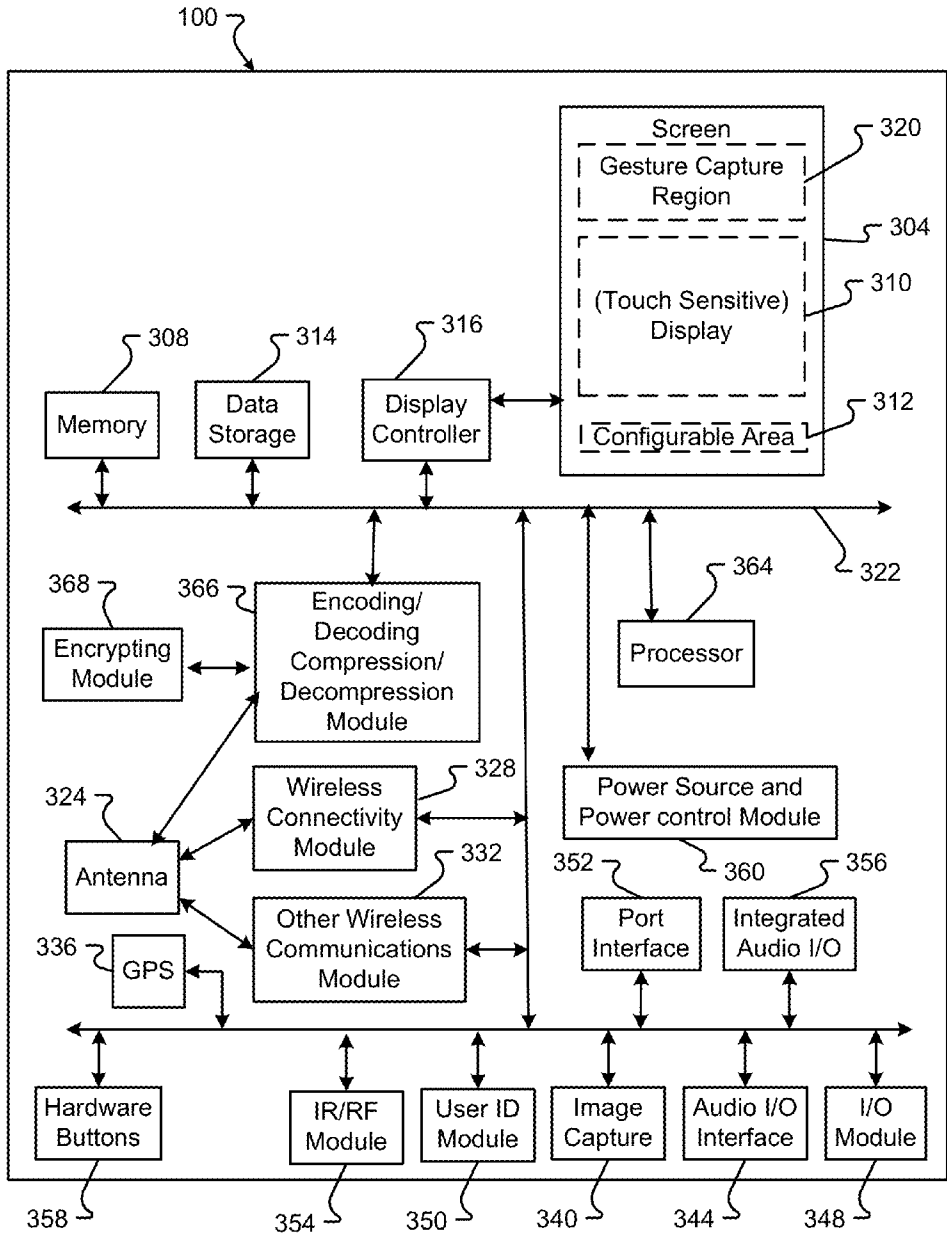 100
Screen
Gesture Capture
Region
320
304
(Touch Sensitive)
Display
310
Configurable Area
312
308
Memory
314
Data
Storage
316
Display
Controller
322
368
Encrypting
Module
366
Encoding/
Decoding
Compression/
Decompression
Module
364
Processor
324
Antenna
Wireless
Connectivity
Module
328
332
Other Wireless
Communications
Module
Power Source and
Power control Module
360
352
Port
Interface
356
Integrated
Audio I/O
336
GPS
Hardware
Buttons
IR/RF
Module
User ID
Module
Image
Capture
Audio I/O
Interface
I/O
Module
358
354
350
340
344
348